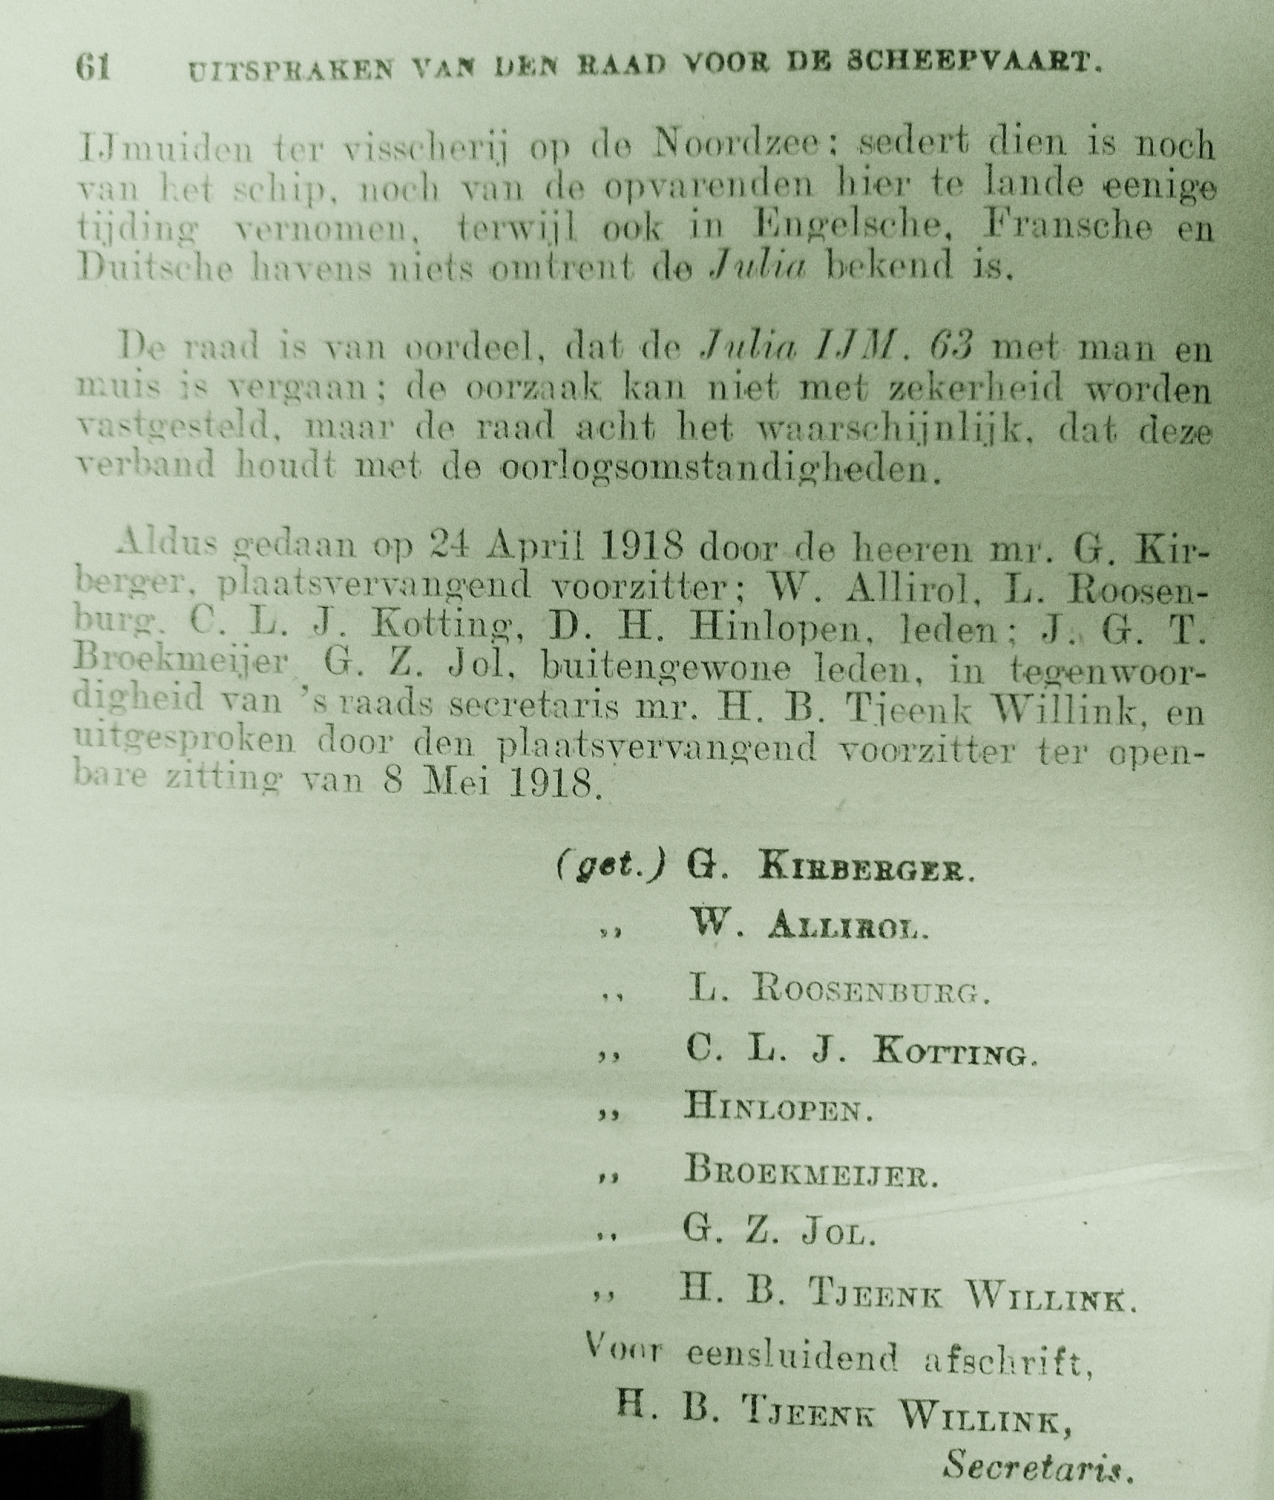 61 UITSPRAKEN VAN DEN RAAD VOOR DE SCHEEPVAART.
IJmuiden ter visscherij op de Noordzee; sedert dien is noch
van het schip, noch van de opvarenden hier te lande eenige
tijding vernomen, terwijl ook in Engelsche, Fransche en
Duitsche havens niets omtrent de Julia bekend is.
De raad is van oordeel, dat de Julia IJM. 63 met man en
muis is vergaan; de oorzaak kan niet met zekerheid worden
vastgesteld, maar de raad acht het waarschijnlijk, dat deze
verband houdt met de oorlogsomstandigheden.
Aldus gedaan op 24 April 1918 door de heeren mr. G. Kir-
berger, plaatsvervangend voorzitter; W. Allirol, L. Roosen-
burg, C. L. J. Kotting, D. H. Hinlopen, leden; J. G. T.
Broekmeijer G. Z. Jol, buitengewone leden, in tegenwoor-
digheid van 's raads secretaris mr. H. B. Tjeenk Willink, en
uitgesproken door den plaatsvervangend voorzitter ter open-
bare zitting van 8 Mei 1918.
(get.) G. KIRBERGER.
,, W. ALLIROL.
,, L. ROOSENBURG.
,, C. L. J. KOTTING.
,, HINLOPEN.
,, BROEKMEIJER.
,, G. Z. JOL.
,, H. B. TJEENK WILLINK.
Voor eensluidend afschrift,
H. B. TJEENK WILLINK,
Secretaris.